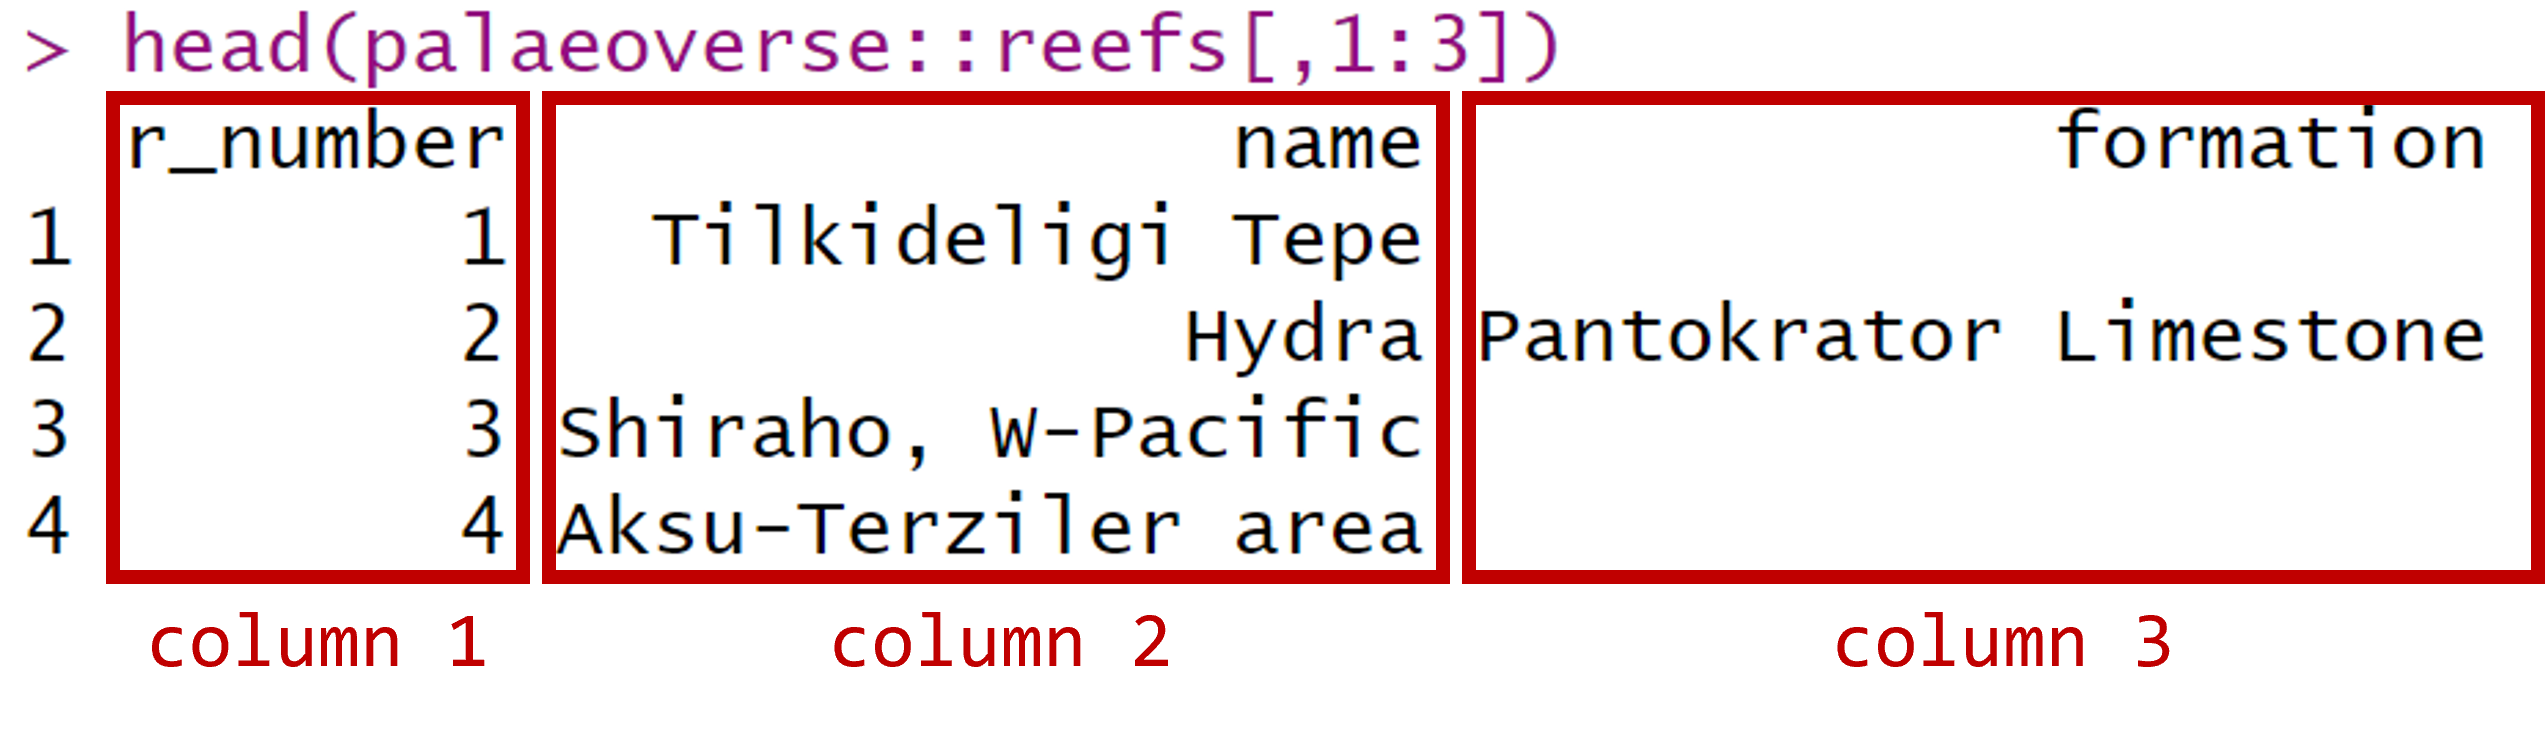 > head(palaeoverse::reefs[,1:3])
r_number name formation
1 1 Tilkideligi Tepe
2 2 Hydra Pantokrator Limestone
3 3 Shiraho, W-Pacific
4 4 Aksu-Terziler area
column 1 column 2 column 3